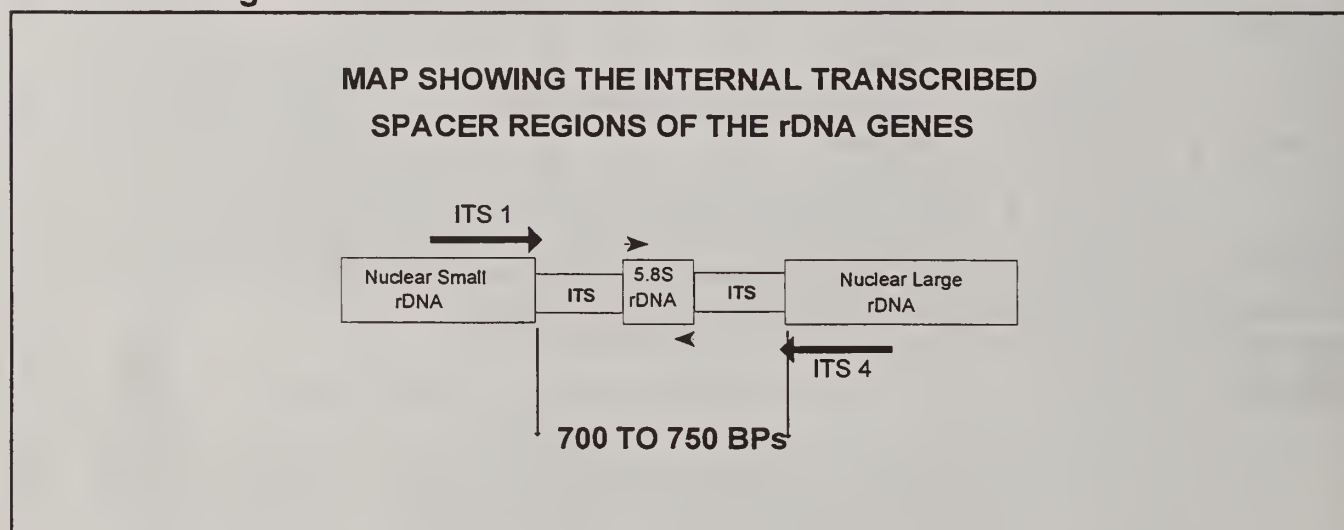 MAP SHOWING THE INTERNAL TRANSCRIBED
SPACER REGIONS OF THE rDNA GENES
ITS 1
Nuclear Small
rDNA
ITS
5.8S
rDNA
ITS
Nuclear Large
rDNA
ITS 4
700 TO 750 BPs